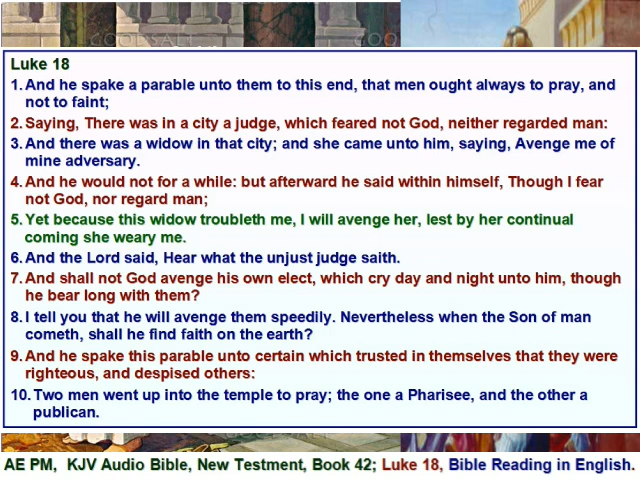 Luke 18
1. And he spake a parable unto them to this end, that men ought always to pray, and
not to faint;
2. Saying, There was in a city a judge, which feared not God, neither regarded man:
3. And there was a widow in that city; and she came unto him, saying, Avenge me of
mine adversary.
4. And he would not for a while: but afterward he said within himself, Though I fear
not God, nor regard man;
5. Yet because this widow troubleth me, I will avenge her, lest by her continual
coming she weary me.
6. And the Lord said, Hear what the unjust judge saith.
7. And shall not God avenge his own elect, which cry day and night unto him, though
he bear long with them?
8. I tell you that he will avenge them speedily. Nevertheless when the Son of man
cometh, shall he find faith on the earth?
9. And he spake this parable unto certain which trusted in themselves that they were
righteous, and despised others:
10. Two men went up into the temple to pray; the one a Pharisee, and the other a
publican.
AE PM, KJV Audio Bible, New Testment, Book 42; Luke 18, Bible Reading in English.